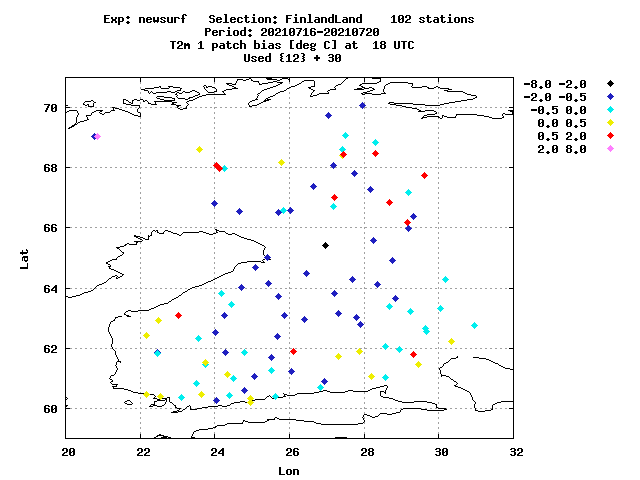 Exp: newsurf   Selection: FinlandLand    102 stations
Period: 20210716-20210720
T2m 1 patch bias [deg C] at  18 UTC
Used {12} + 30
-8.0 -2.0
-2.0 -0.5
-0.5 0.0
0.0 0.5
0.5 2.0
2.0 8.0
70
68
66
64
62
60
Lat
20 22 24 26 28 30 32
Lon